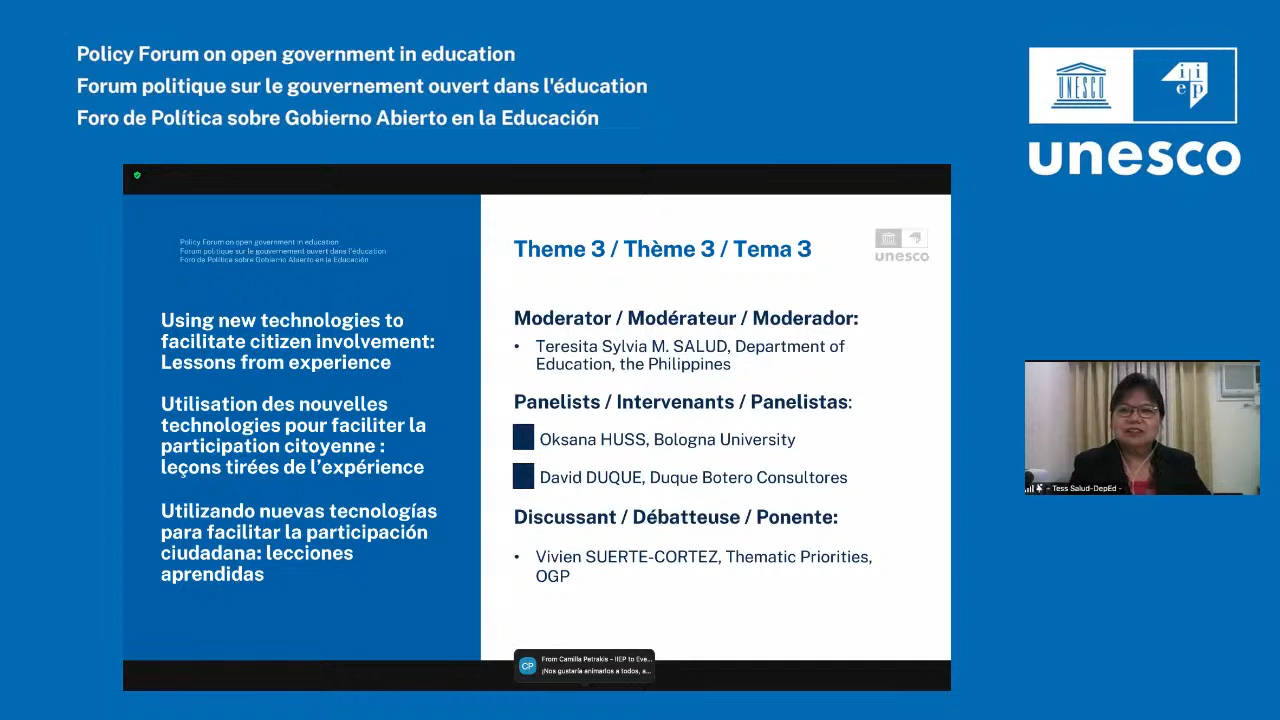 Policy Forum on open government in education
Forum politique sur le gouvernement ouvert dans l'éducation
Foro de Política sobre Gobierno Abierto en la Educación
UNESCO
iiep
unesco
Policy Forum on open government in education
Forum politique sur le gouvernement ouvert dans l'éducation
Foro de Política sobre Gobierno Abierto en la Educación
Using new technologies to
facilitate citizen involvement:
Lessons from experience
Utilisation des nouvelles
technologies pour faciliter la
participation citoyenne :
leçons tirées de l'expérience
Utilizando nuevas tecnologías
para facilitar la participación
ciudadana: lecciones
aprendidas
Theme 3 / Thème 3 / Tema 3
unesco
Moderator / Modérateur / Moderador:
• Teresita Sylvia M. SALUD, Department of
Education, the Philippines
Panelists / Intervenants / Panelistas:
Oksana HUSS, Bologna University
David DUQUE, Duque Botero Consultores
Discussant / Débatteuse / Ponente:
• Vivien SUERTE-CORTEZ, Thematic Priorities,
OGP
CP
From Camilla Petrakis - IIEP to Eve...
¡Nos gustaría animarlos a todos, a...
- Tess Salud-DepEd -